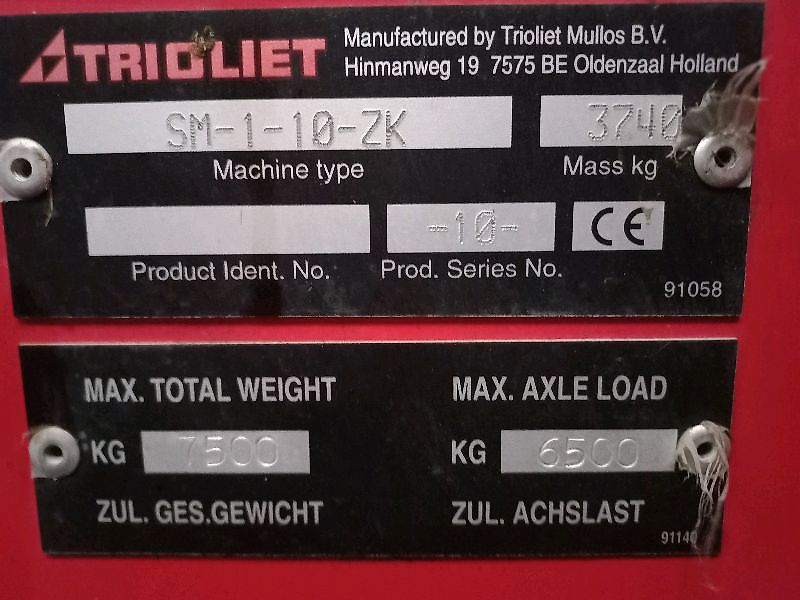 TRIOLIET
Manufactured by Trioliet Mullos B.V.
Hinmanweg 19 7575 BE Oldenzaal Holland
SM-1-10-ZK
3740
Machine type
Mass kg
-10-
CE
Product Ident. No.
Prod. Series No.
91058
MAX. TOTAL WEIGHT
MAX. AXLE LOAD
KG 7500
KG 6500
ZUL. GES.GEWICHT
ZUL. ACHSLAST
91140